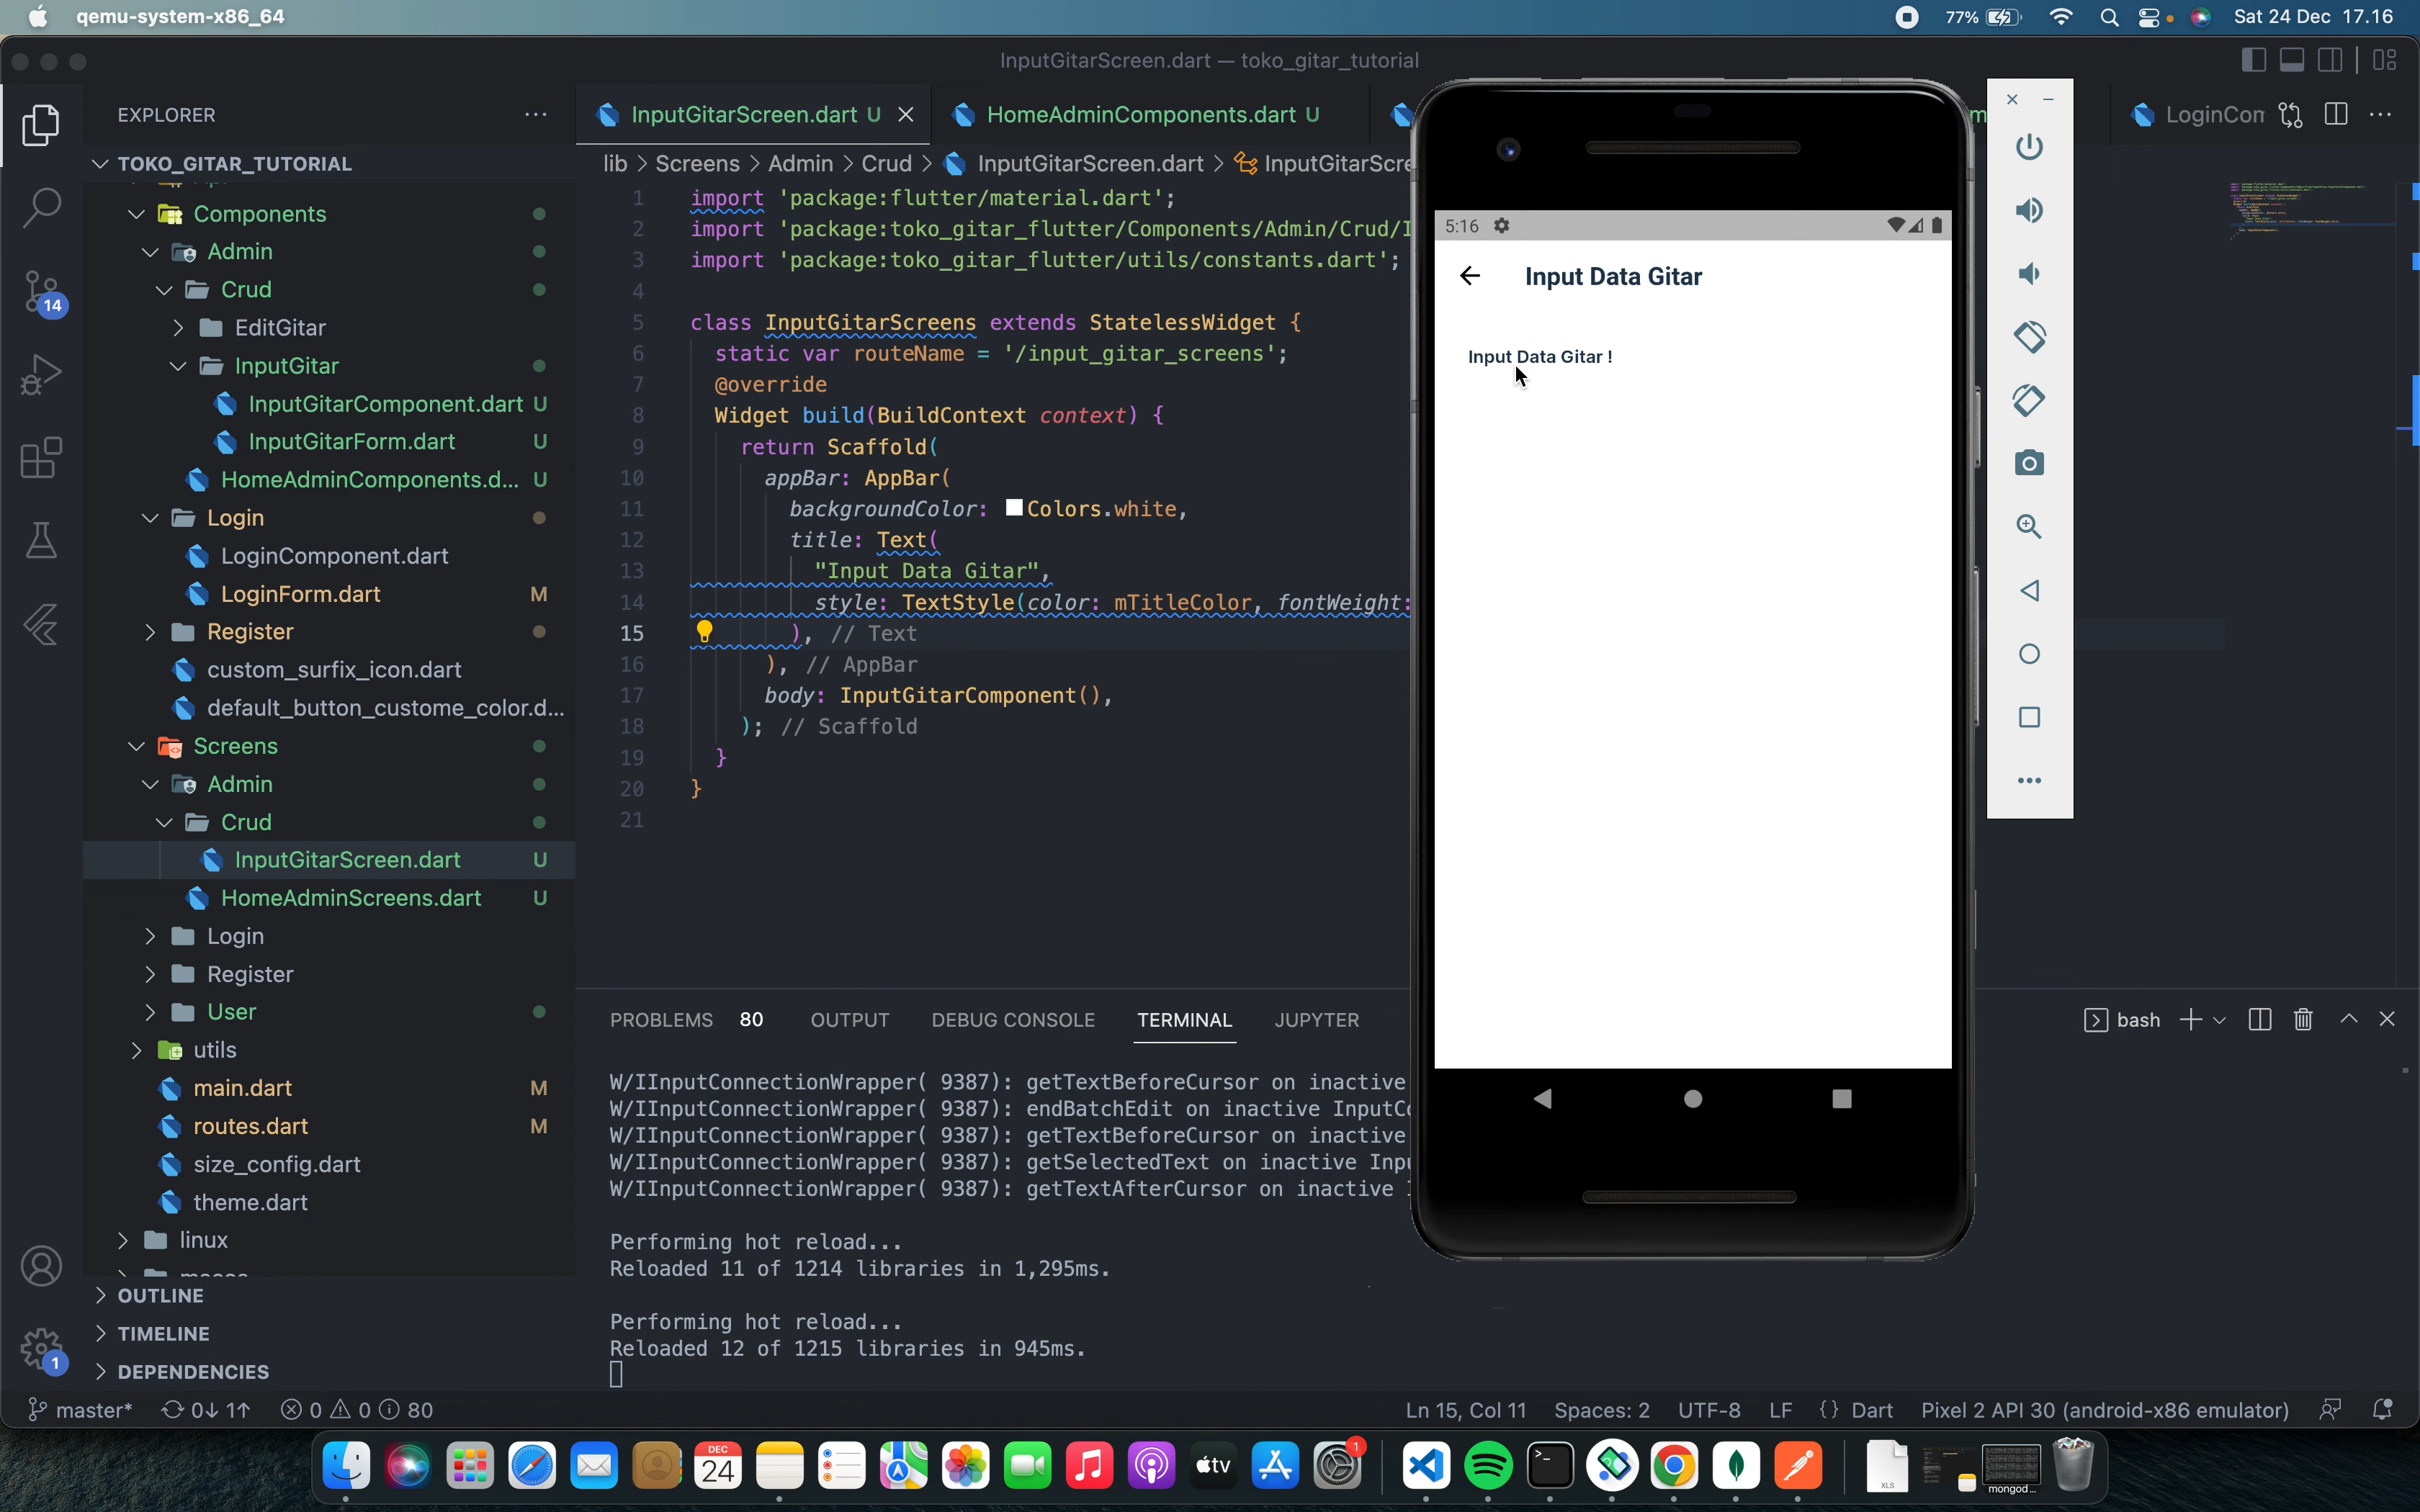 qemu-system-x86_64
77%
Sat 24 Dec 17.16
InputGitarScreen.dart — toko_gitar_tutorial
EXPLORER
InputGitarScreen.dart U
HomeAdminComponents.dart U
LoginCom
TOKO_GITAR_TUTORIAL
lib > Screens > Admin > Crud > InputGitarScreen.dart > InputGitarScre
Components
Admin
Crud
EditGitar
InputGitar
InputGitarComponent.dart U
InputGitarForm.dart U
HomeAdminComponents.d... U
Login
LoginComponent.dart
LoginForm.dart M
Register
custom_surfix_icon.dart
default_button_custome_color.d...
Screens
Admin
Crud
InputGitarScreen.dart U
HomeAdminScreens.dart U
Login
Register
User
utils
main.dart M
routes.dart M
size_config.dart
theme.dart
linux
OUTLINE
TIMELINE
DEPENDENCIES
14
1
1 import 'package:flutter/material.dart';
2 import 'package:toko_gitar_flutter/Components/Admin/Crud/I
3 import 'package:toko_gitar_flutter/utils/constants.dart';
4
5 class InputGitarScreens extends StatelessWidget {
6 static var routeName = '/input_gitar_screens';
7 @override
8 Widget build(BuildContext context) {
9 return Scaffold(
10 appBar: AppBar(
11 backgroundColor: Colors.white,
12 title: Text(
13 "Input Data Gitar",
14 style: TextStyle(color: mTitleColor, fontWeight:
15 ), // Text
16 ), // AppBar
17 body: InputGitarComponent(),
18 ); // Scaffold
19 }
20 }
21
5:16
Input Data Gitar
Input Data Gitar !
PROBLEMS 80 OUTPUT DEBUG CONSOLE TERMINAL JUPYTER
bash
W/IInputConnectionWrapper( 9387): getTextBeforeCursor on inactive
W/IInputConnectionWrapper( 9387): endBatchEdit on inactive InputCo
W/IInputConnectionWrapper( 9387): getTextBeforeCursor on inactive
W/IInputConnectionWrapper( 9387): getSelectedText on inactive Inpu
W/IInputConnectionWrapper( 9387): getTextAfterCursor on inactive
Performing hot reload...
Reloaded 11 of 1214 libraries in 1,295ms.
Performing hot reload...
Reloaded 12 of 1215 libraries in 945ms.
master* 0↓ 1↑ 0 0 80
Ln 15, Col 11 Spaces: 2 UTF-8 LF {} Dart Pixel 2 API 30 (android-x86 emulator)
DEC
24
tv
1
XLS
mongod...